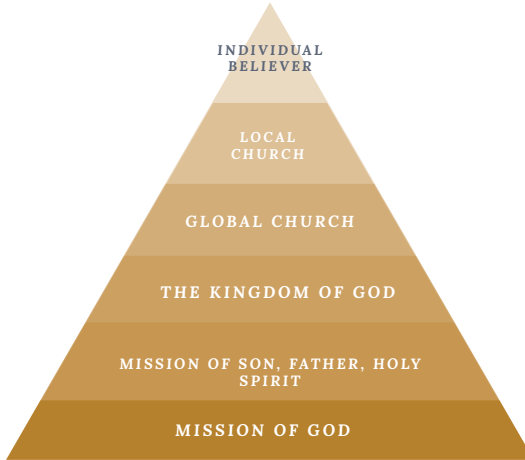 INDIVIDUAL
BELIEVER
LOCAL
CHURCH
GLOBAL CHURCH
THE KINGDOM OF GOD
MISSION OF SON, FATHER, HOLY
SPIRIT
MISSION OF GOD